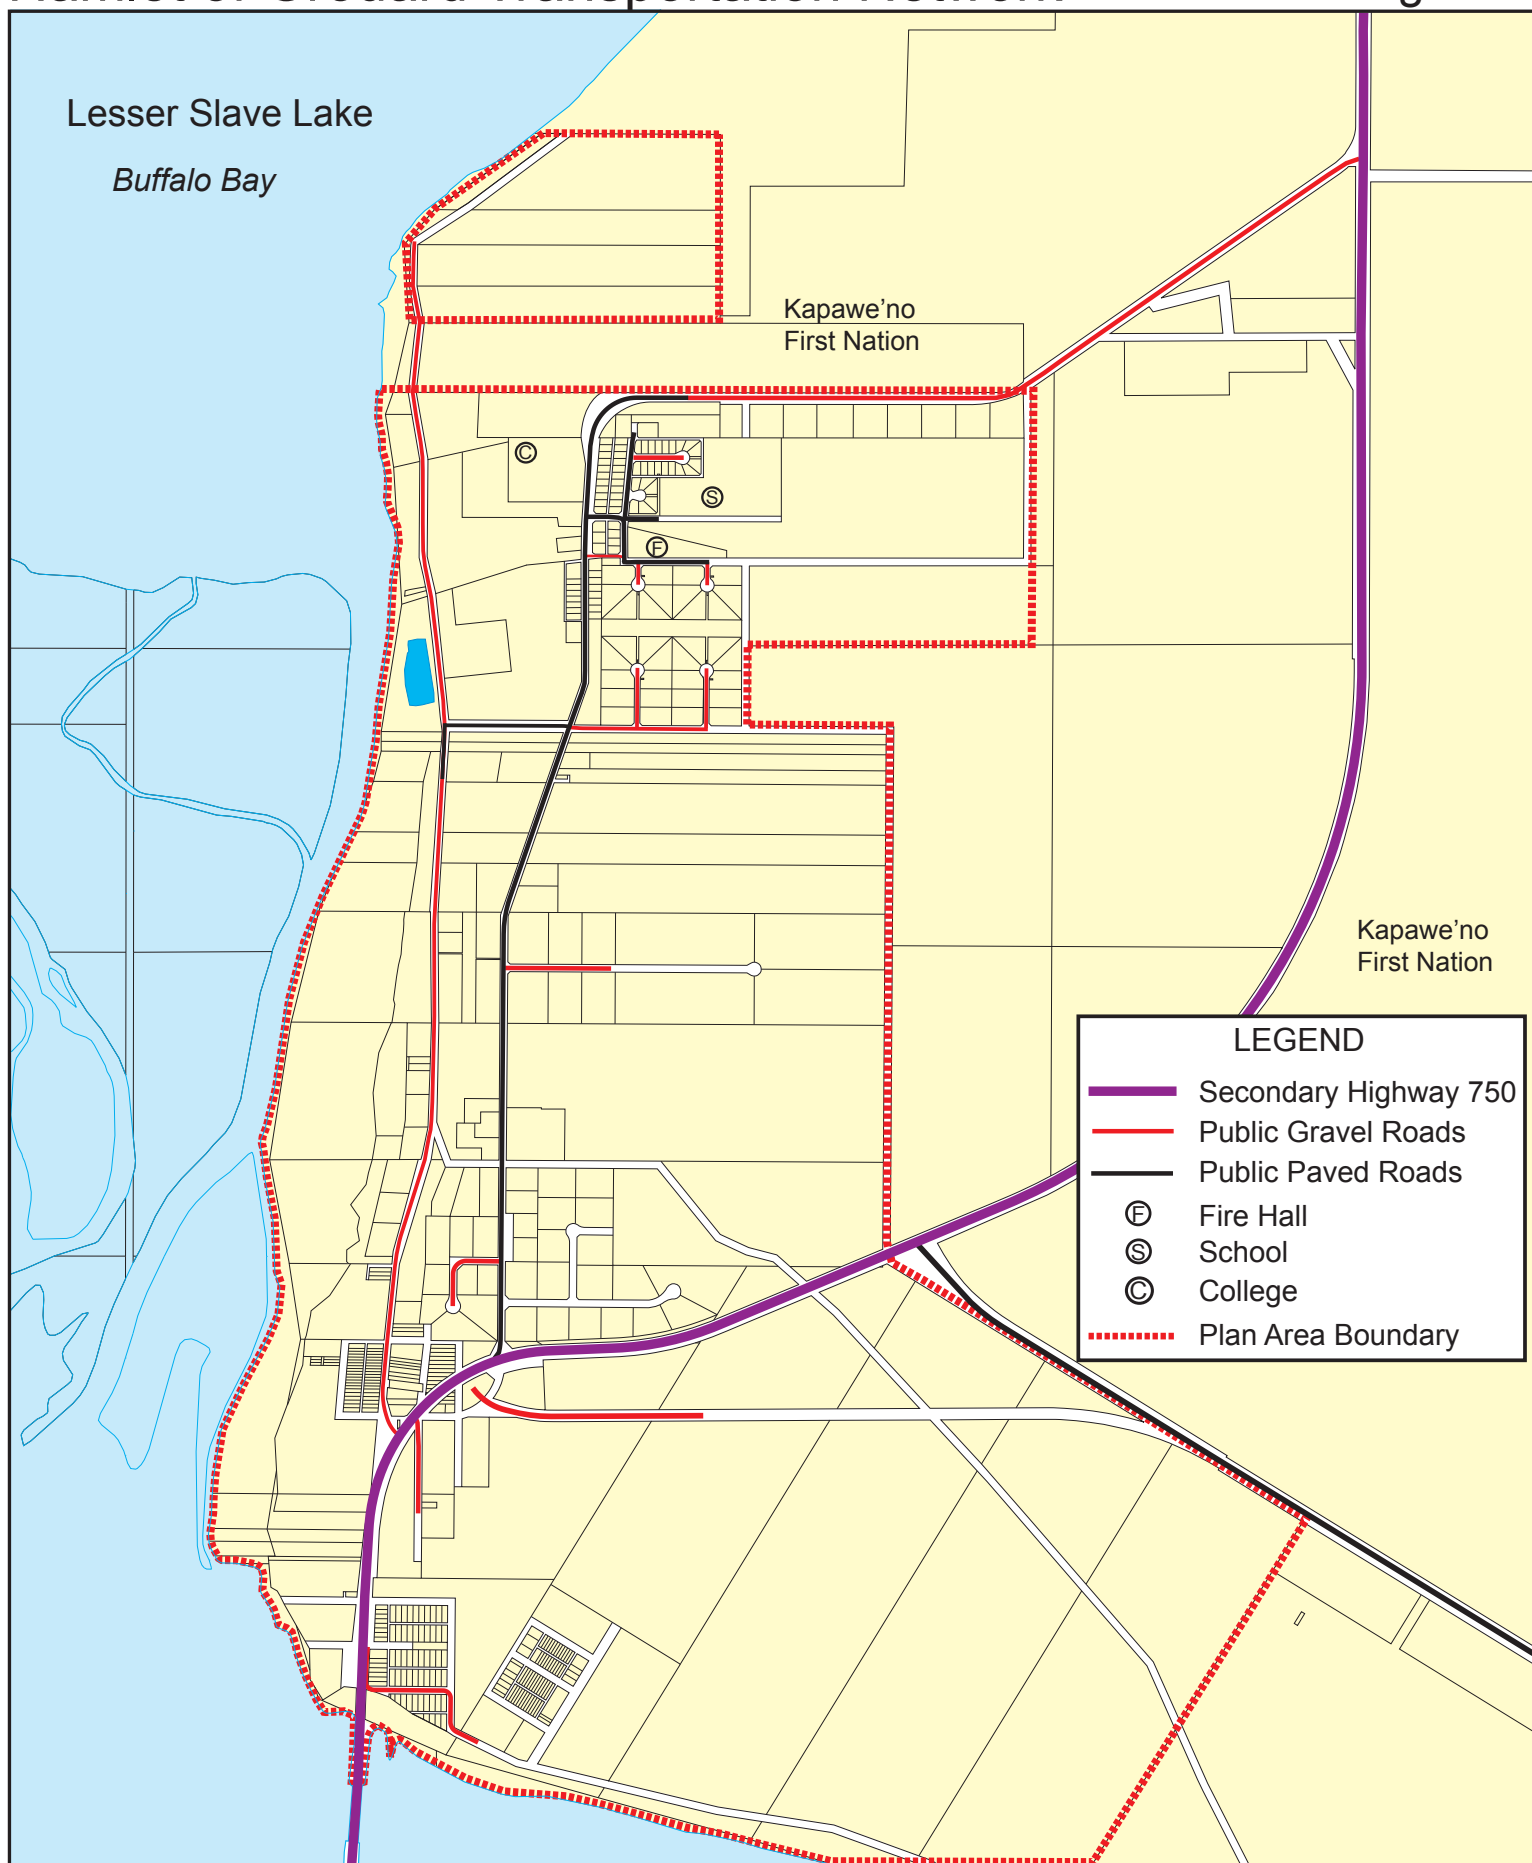 Lesser Slave Lake
Buffalo Bay
Kapawe'no
First Nation
C
S
F
Kapawe'no
First Nation
LEGEND
Secondary Highway 750
Public Gravel Roads
Public Paved Roads
F Fire Hall
S School
C College
Plan Area Boundary